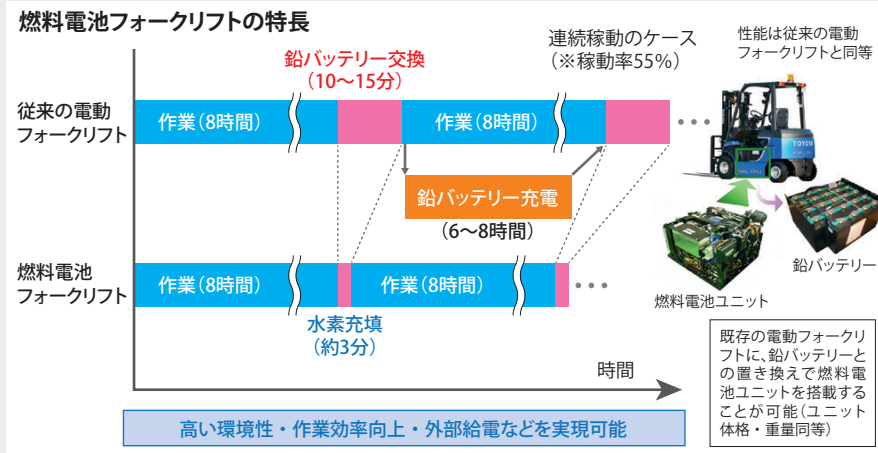 燃料電池フォークリフトの特長
鉛バッテリー交換
(10～15分)
連続稼動のケース
(※稼動率55%)
性能は従来の電動
フォークリフトと同等
従来の電動
フォークリフト
作業(8時間)
作業(8時間)
鉛バッテリー充電
(6～8時間)
燃料電池
フォークリフト
作業(8時間)
作業(8時間)
水素充填
(約3分)
時間
TOYOTA
鉛バッテリー
燃料電池ユニット
既存の電動フォークリ
フトに、鉛バッテリーと
の置き換えで燃料電
池ユニットを搭載する
ことが可能(ユニット
体格・重量同等)
高い環境性・作業効率向上・外部給電などを実現可能